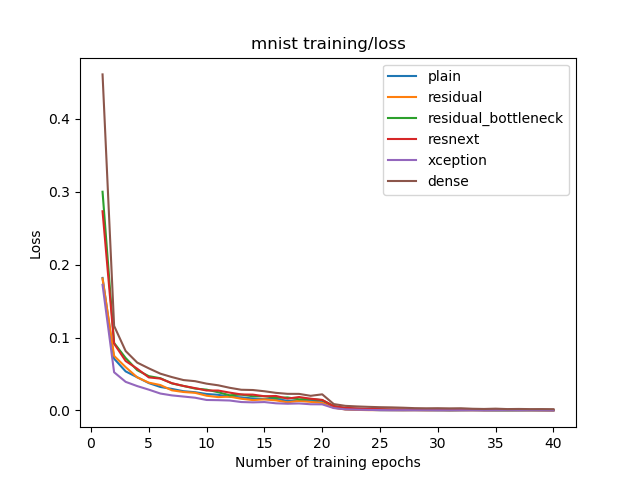 mnist training/loss
plain
residual
residual_bottleneck
resnext
xception
dense
Loss
0.4
0.3
0.2
0.1
0.0
0 5 10 15 20 25 30 35 40
Number of training epochs